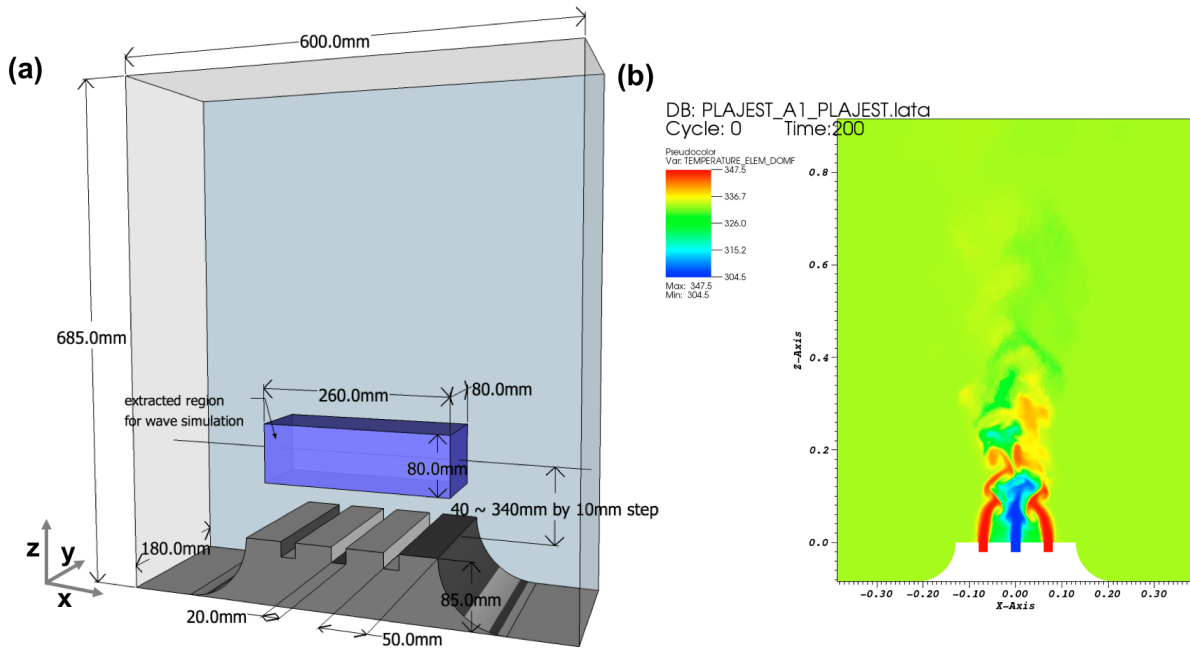 (a)
600.0mm
685.0mm
extracted region
for wave simulation
260.0mm
80.0mm
80.0mm
40 ~ 340mm by 10mm step
180.0mm
85.0mm
20.0mm
50.0mm
z
y
x
(b)
DB: PLAJEST_A1_PLAJEST.lata
Cycle: 0 Time:200
Pseudocolor
Var: TEMPERATURE_ELEM_DOMF
347.5
336.7
326.0
315.2
304.5
Max: 347.5
Min: 304.5
0.8
0.6
0.4
0.2
0.0
Z-Axis
-0.30 -0.20 -0.10 0.00 0.10 0.20 0.30
X-Axis